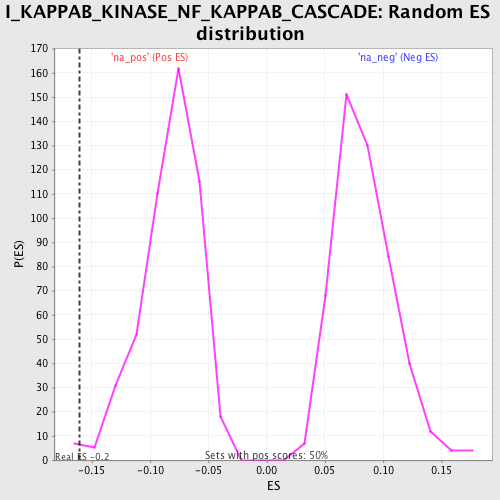 I_KAPPAB_KINASE_NF_KAPPAB_CASCADE: Random ES
distribution
'na_pos' (Pos ES)
'na_neg' (Neg ES)
170
160
150
140
130
120
110
100
90
80
70
60
50
40
30
20
10
0
P(ES)
Real ES -0.2
Sets with pos scores: 50%
-0.15 -0.10 -0.05 0.00 0.05 0.10 0.15
ES